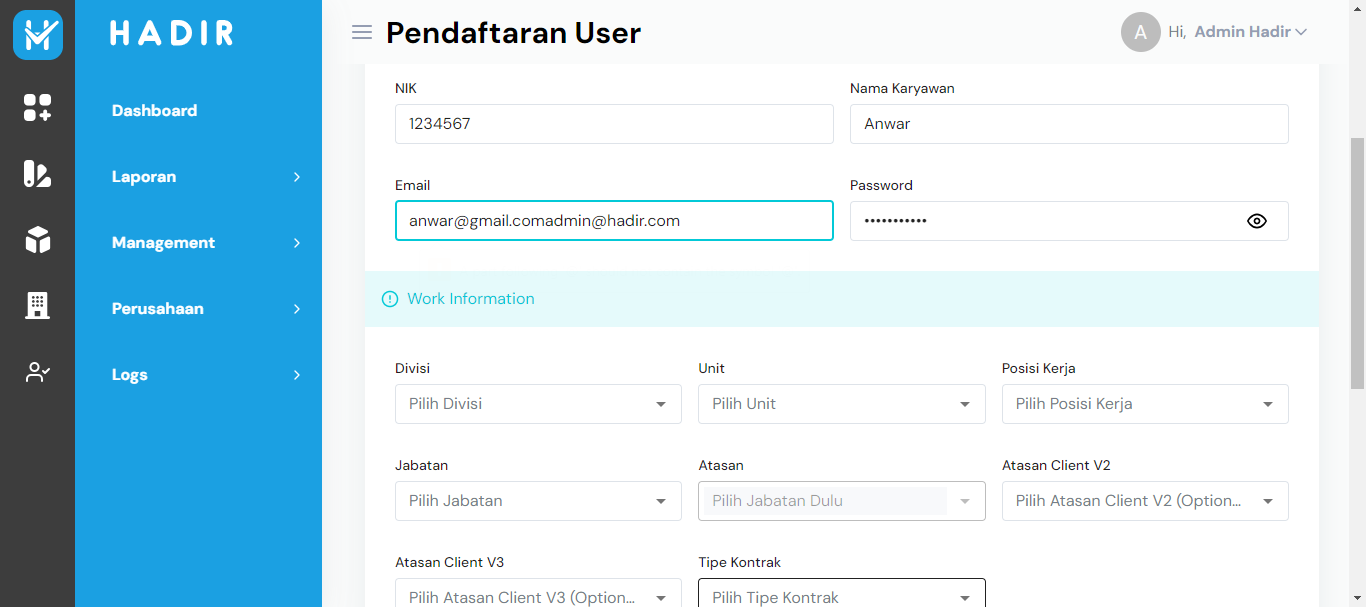 HADIR
Pendaftaran User
A
Hi, Admin Hadir
Dashboard
Laporan
Management
Perusahaan
Logs
NIK
Nama Karyawan
1234567
Anwar
Email
Password
anwar@gmail.comadmin@hadir.com
•••••••••••
Work Information
Divisi
Unit
Posisi Kerja
Pilih Divisi
Pilih Unit
Pilih Posisi Kerja
Jabatan
Atasan
Atasan Client V2
Pilih Jabatan
Pilih Jabatan Dulu
Pilih Atasan Client V2 (Option...
Atasan Client V3
Tipe Kontrak
Pilih Atasan Client V3 (Option...
Pilih Tipe Kontrak